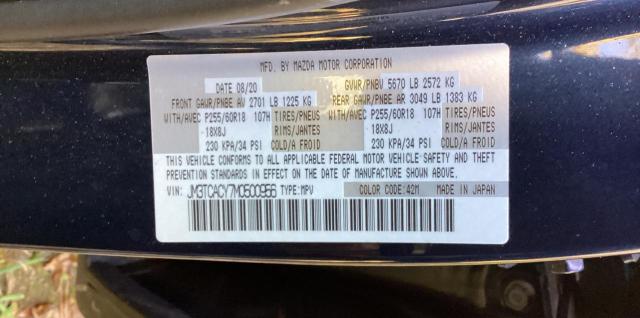 MFD. BY MAZDA MOTOR CORPORATION
DATE 08/20 GVWR/PNBV 5670 LB 2572 KG
FRONT GAWR/PNBE AV 2701 LB 1225 KG REAR GAWR/PNBE AR 3049 LB 1383 KG
WITH/AVEC P255/60R18 107H TIRES/PNEUS WITH/AVEC P255/60R18 107H TIRES/PNEUS
18X8J RIMS/JANTES 18X8J RIMS/JANTES
230 KPA/34 PSI COLD/A FROID 230 KPA/34 PSI COLD/A FROID
THIS VEHICLE CONFORMS TO ALL APPLICABLE FEDERAL MOTOR VEHICLE SAFETY AND THEFT
PREVENTION STANDARDS IN EFFECT ON THE DATE OF MANUFACTURE SHOWN ABOVE.
VIN: JM3TCACY7M0500956 TYPE:MPV COLOR CODE: 42M MADE IN JAPAN